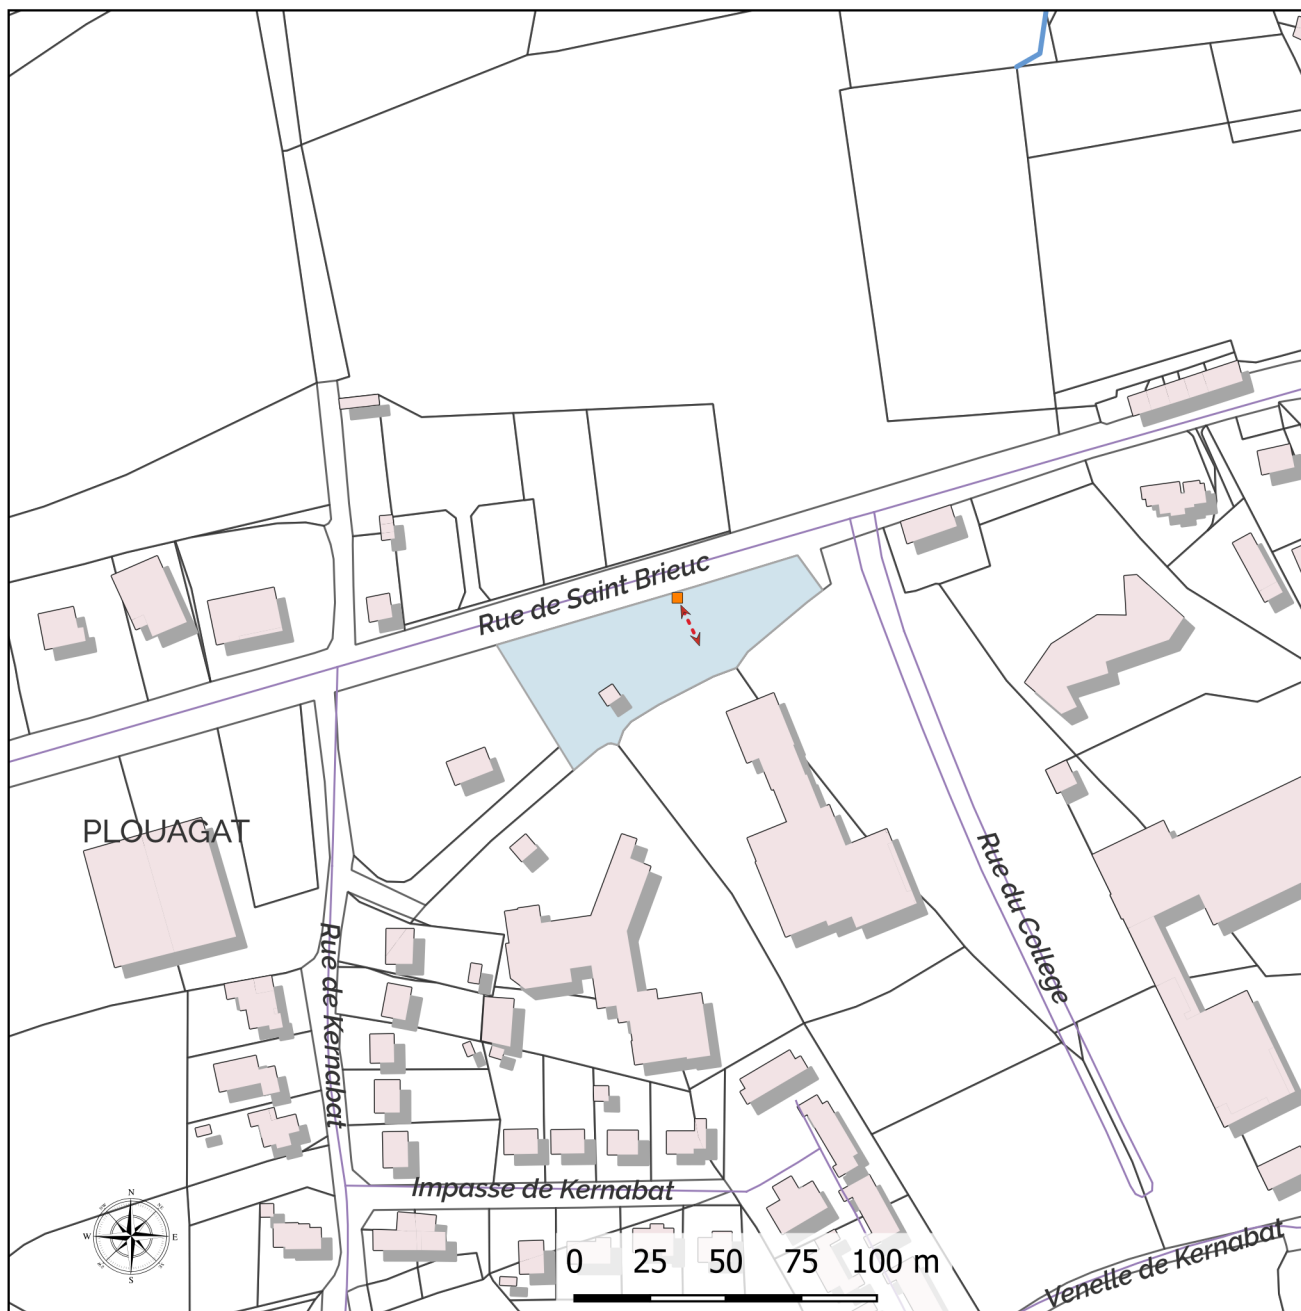 Rue de Saint Brieuc
PLOUAGAT
Rue du College
Rue de Kernabat
Impasse de Kernabat
N
W E
S
0 25 50 75 100 m
Venelle de Kernabat